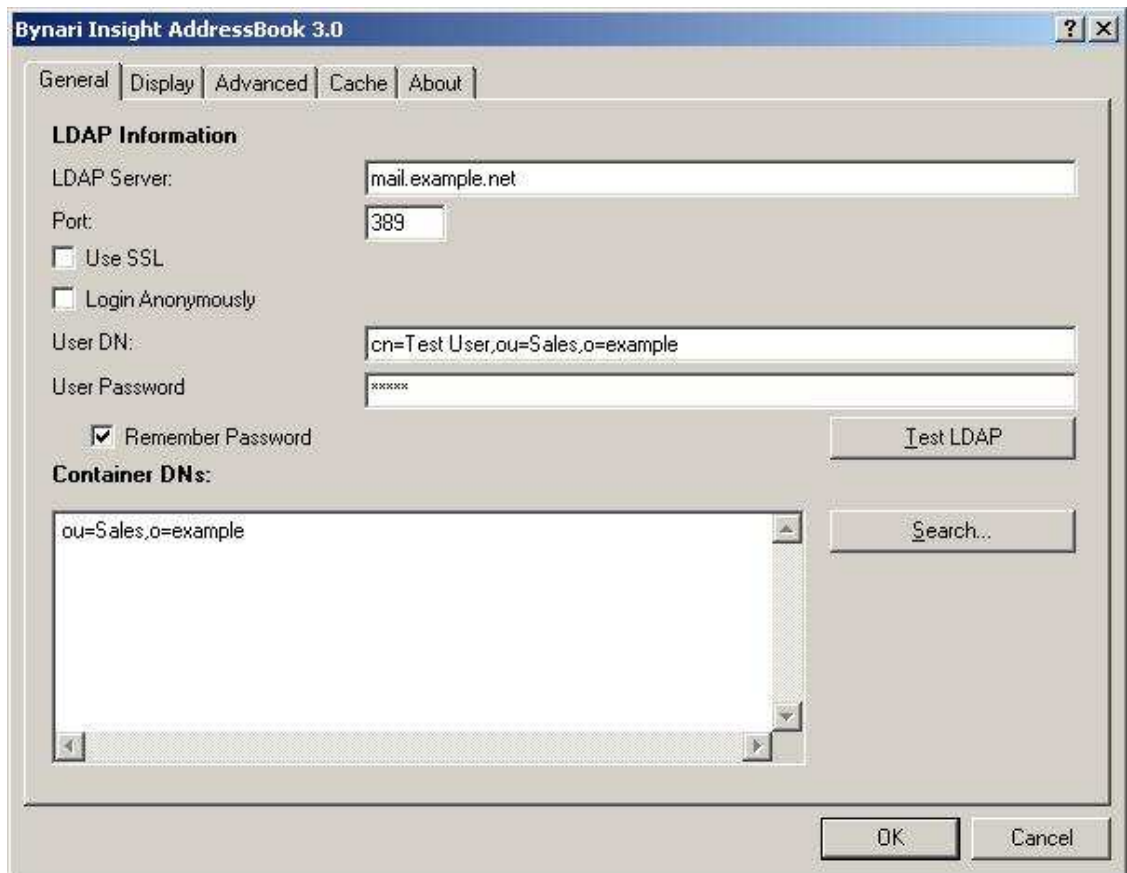 Bynari Insight AddressBook 3.0
General Display Advanced Cache About
LDAP Information
LDAP Server: mail.example.net
Port: 389
Use SSL
Login Anonymously
User DN: cn=Test User,ou=Sales,o=example
User Password *****
Remember Password Test LDAP
Container DNs:
ou=Sales,o=example Search...
OK Cancel